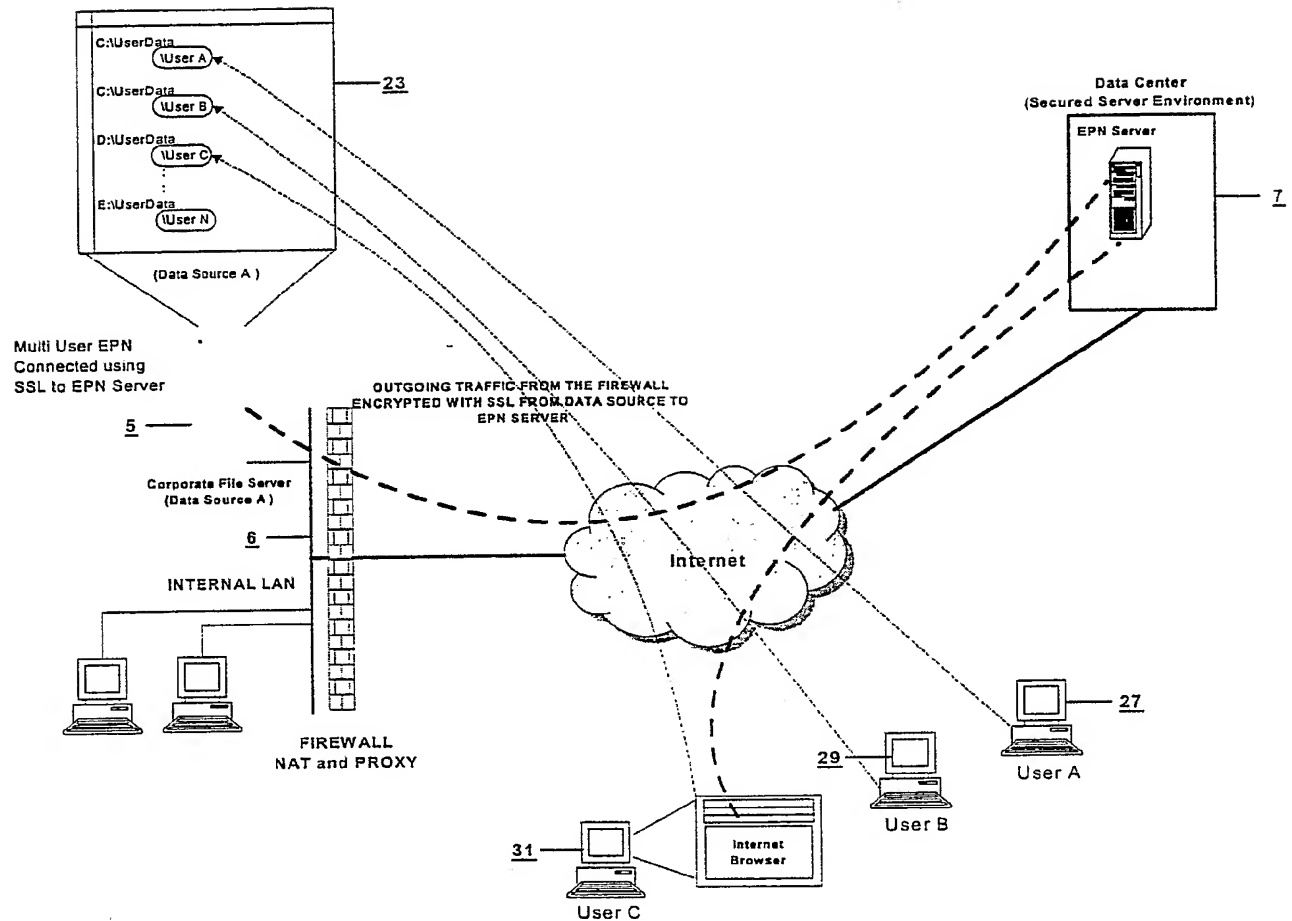 C:\UserData
\User A
C:\UserData
\User B
D:\UserData
\User C
E:\UserData
\User N
(Data Source A )
23
Data Center
(Secured Server Environment)
EPN Server
7
Multi User EPN
Connected using
SSL to EPN Server
5
OUTGOING TRAFFIC FROM THE FIREWALL
ENCRYPTED WITH SSL FROM DATA SOURCE TO
EPN SERVER
Corporate File Server
(Data Source A )
6
INTERNAL LAN
Internet
FIREWALL
NAT and PROXY
27
User A
29
User B
31
User C
Internet
Browser